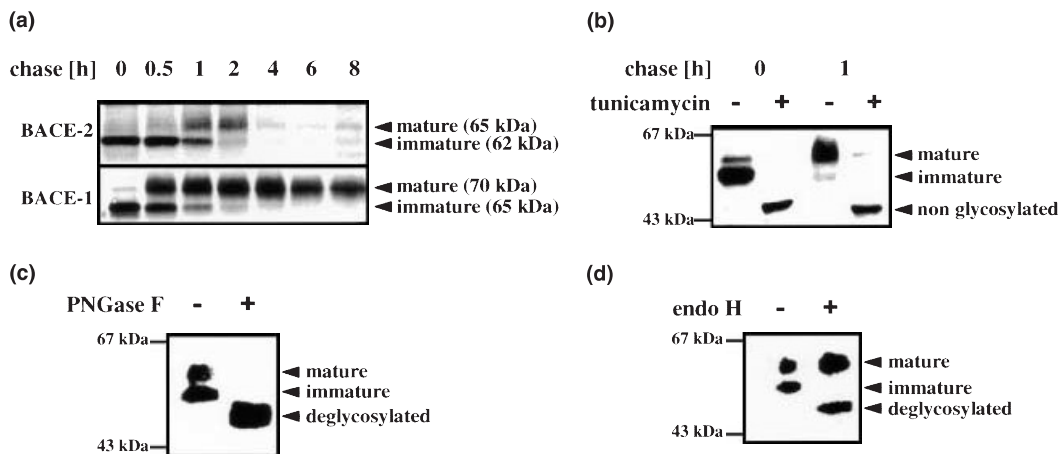 (a)
chase [h] 0 0.5 1 2 4 6 8
BACE-2
mature (65 kDa)
immature (62 kDa)
BACE-1
mature (70 kDa)
immature (65 kDa)
(b)
chase [h] 0 1
tunicamycin - + - +
67 kDa
mature
immature
43 kDa
non glycosylated
(c)
PNGase F - +
67 kDa
mature
immature
deglycosylated
43 kDa
(d)
endo H - +
67 kDa
mature
immature
deglycosylated
43 kDa